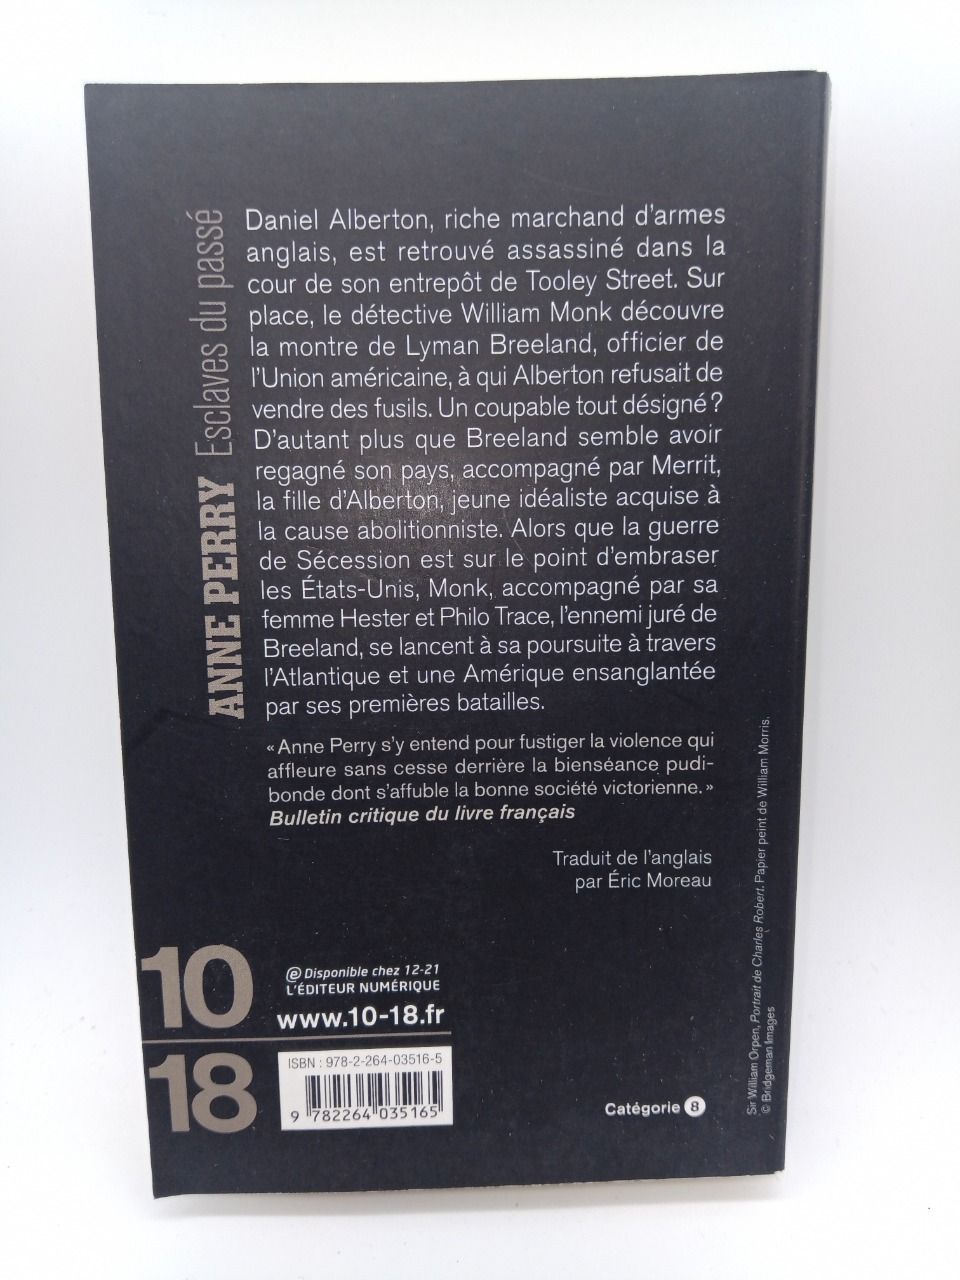 ANNE PERRY Esclaves du passé
Daniel Alberton, riche marchand d'armes
anglais, est retrouvé assassiné dans la
cour de son entrepôt de Tooley Street. Sur
place, le détective William Monk découvre
la montre de Lyman Breeland, officier de
l'Union américaine, à qui Alberton refusait de
vendre des fusils. Un coupable tout désigné ?
D'autant plus que Breeland semble avoir
regagné son pays, accompagné par Merrit,
la fille d'Alberton, jeune idéaliste acquise à
la cause abolitionniste. Alors que la guerre
de Sécession est sur le point d'embraser
les États-Unis, Monk, accompagné par sa
femme Hester et Philo Trace, l'ennemi juré de
Breeland, se lancent à sa poursuite à travers
l'Atlantique et une Amérique ensanglantée
par ses premières batailles.
« Anne Perry s'y entend pour fustiger la violence qui
affleure sans cesse derrière la bienséance pudi-
bonde dont s'affuble la bonne société victorienne. »
Bulletin critique du livre français
Traduit de l'anglais
par Éric Moreau
10
18
e Disponible chez 12-21
L'ÉDITEUR NUMÉRIQUE
www.10-18.fr
ISBN : 978-2-264-03516-5
9 782264 035165
Catégorie 8
Sir William Orpen, Portrait de Charles Robert. Papier peint de William Morris.
© Bridgeman Images